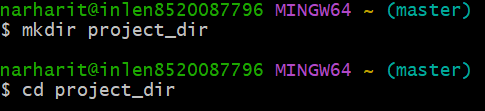 narharit@inlen8520087796 MINGW64 ~ (master)
$ mkdir project_dir
narharit@inlen8520087796 MINGW64 ~ (master)
$ cd project_dir